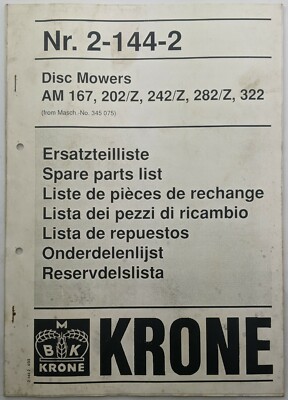 Nr. 2-144-2
Disc Mowers
AM 167, 202/Z, 242/Z, 282/Z, 322
(from Masch. No. 345 075)
Ersatzteilliste
Spare parts list
Liste de pièces de rechange
Lista dei pezzi di ricambio
Lista de repuestos
Onderdelenlijst
Reservdelslista
M
B K
KRONE
KRONE